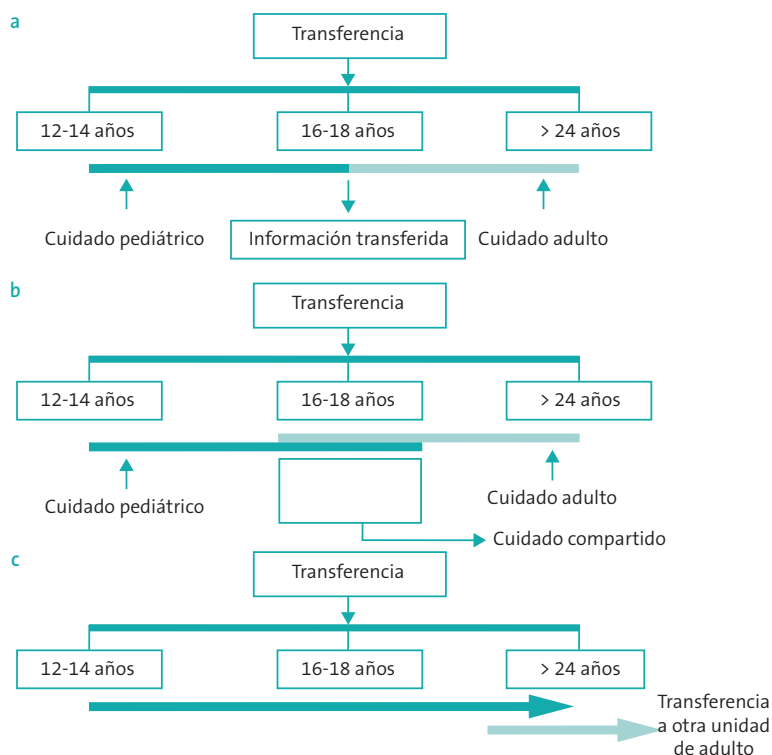 a
Transferencia
12-14 años
16-18 años
> 24 años
Cuidado pediátrico
Información transferida
Cuidado adulto
b
Transferencia
12-14 años
16-18 años
> 24 años
Cuidado pediátrico
Cuidado adulto
Cuidado compartido
c
Transferencia
12-14 años
16-18 años
> 24 años
Transferencia
a otra unidad
de adulto